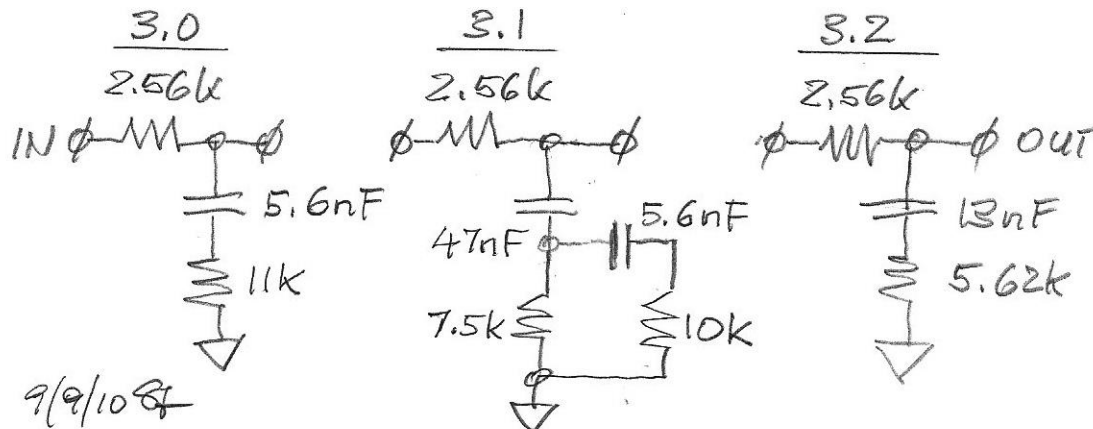 3.0 3.1 3.2
2.56k 2.56k 2.56k
IN OUT
5.6nF 5.6nF 13nF
47nF
11k 7.5k 10k 5.62k
9/9/10